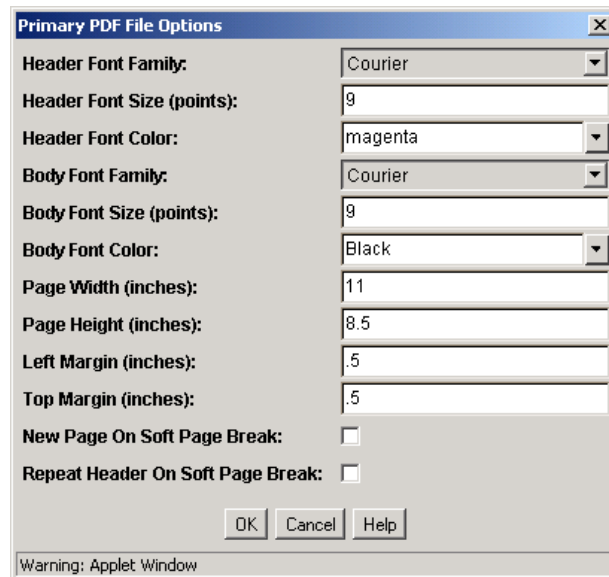 Primary PDF File Options
Header Font Family: Courier
Header Font Size (points): 9
Header Font Color: magenta
Body Font Family: Courier
Body Font Size (points): 9
Body Font Color: Black
Page Width (inches): 11
Page Height (inches): 8.5
Left Margin (inches): .5
Top Margin (inches): .5
New Page On Soft Page Break:
Repeat Header On Soft Page Break:
OK Cancel Help
Warning: Applet Window